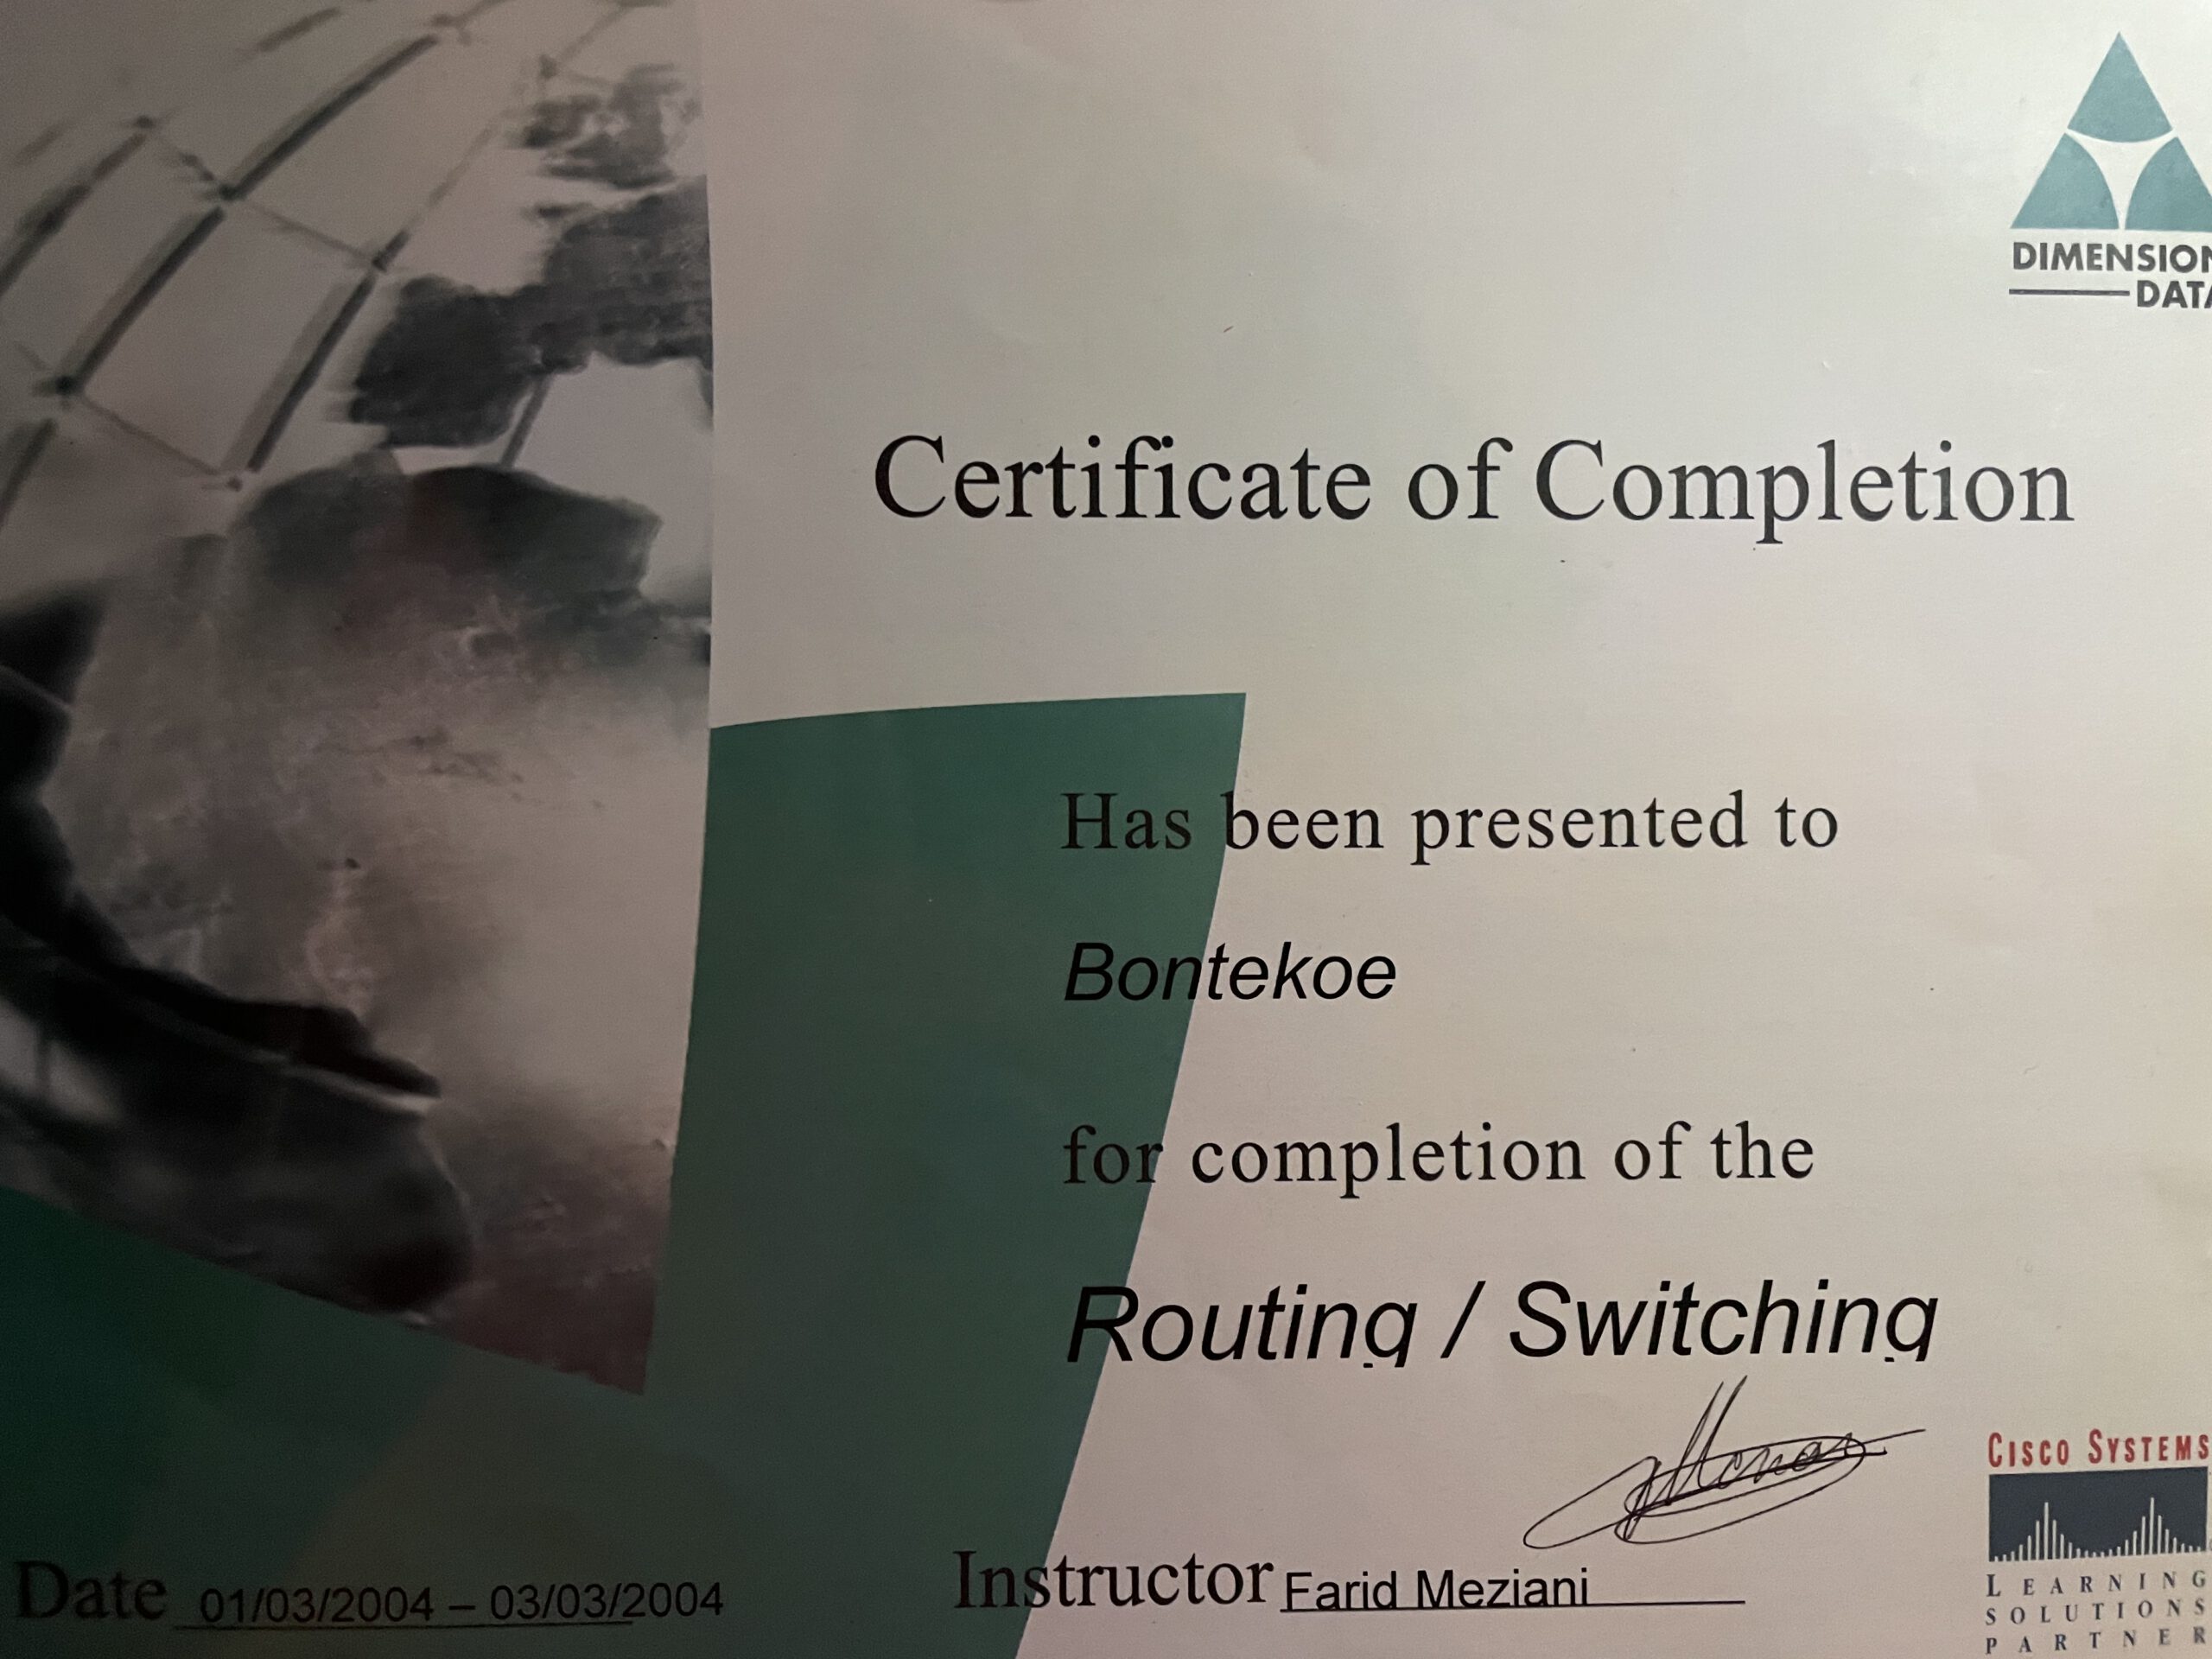 DIMENSION
DATA
Certificate of Completion
Has been presented to
Bontekoe
for completion of the
Routing / Switching
Date 01/03/2004 – 03/03/2004
Instructor Farid Meziani
CISCO SYSTEMS
LEARNING
SOLUTIONS
PARTNER